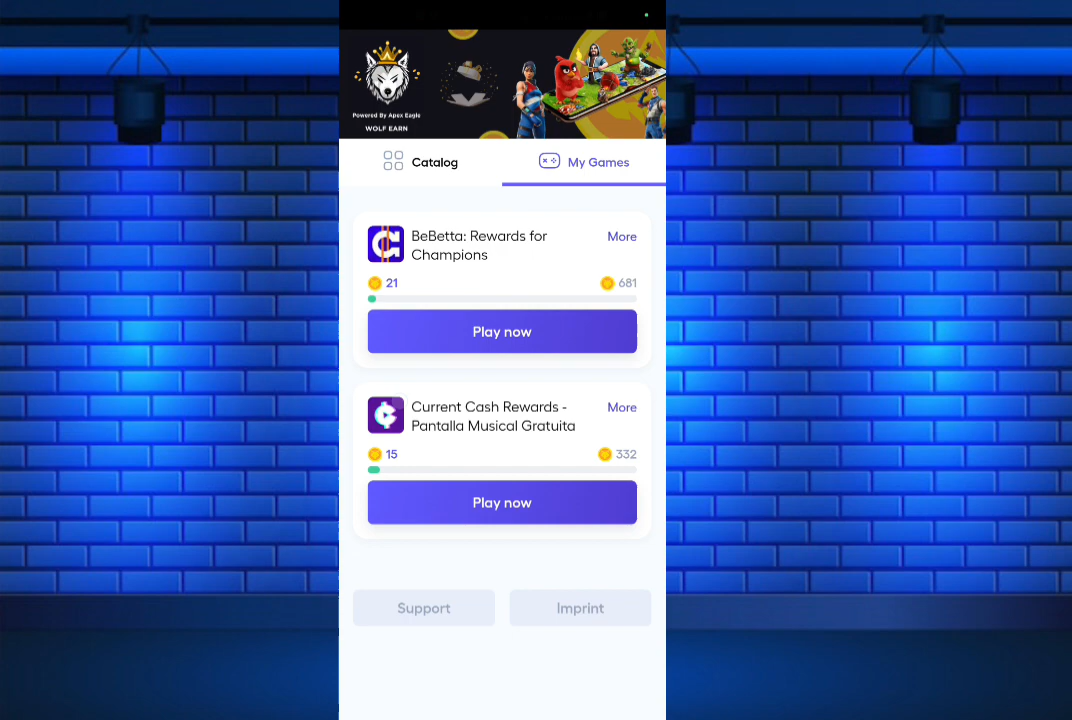 Powered By Apex Eagle
WOLF EARN
Catalog
My Games
BeBetta: Rewards for
Champions
More
21
681
Play now
Current Cash Rewards -
Pantalla Musical Gratuita
More
15
332
Play now
Support
Imprint